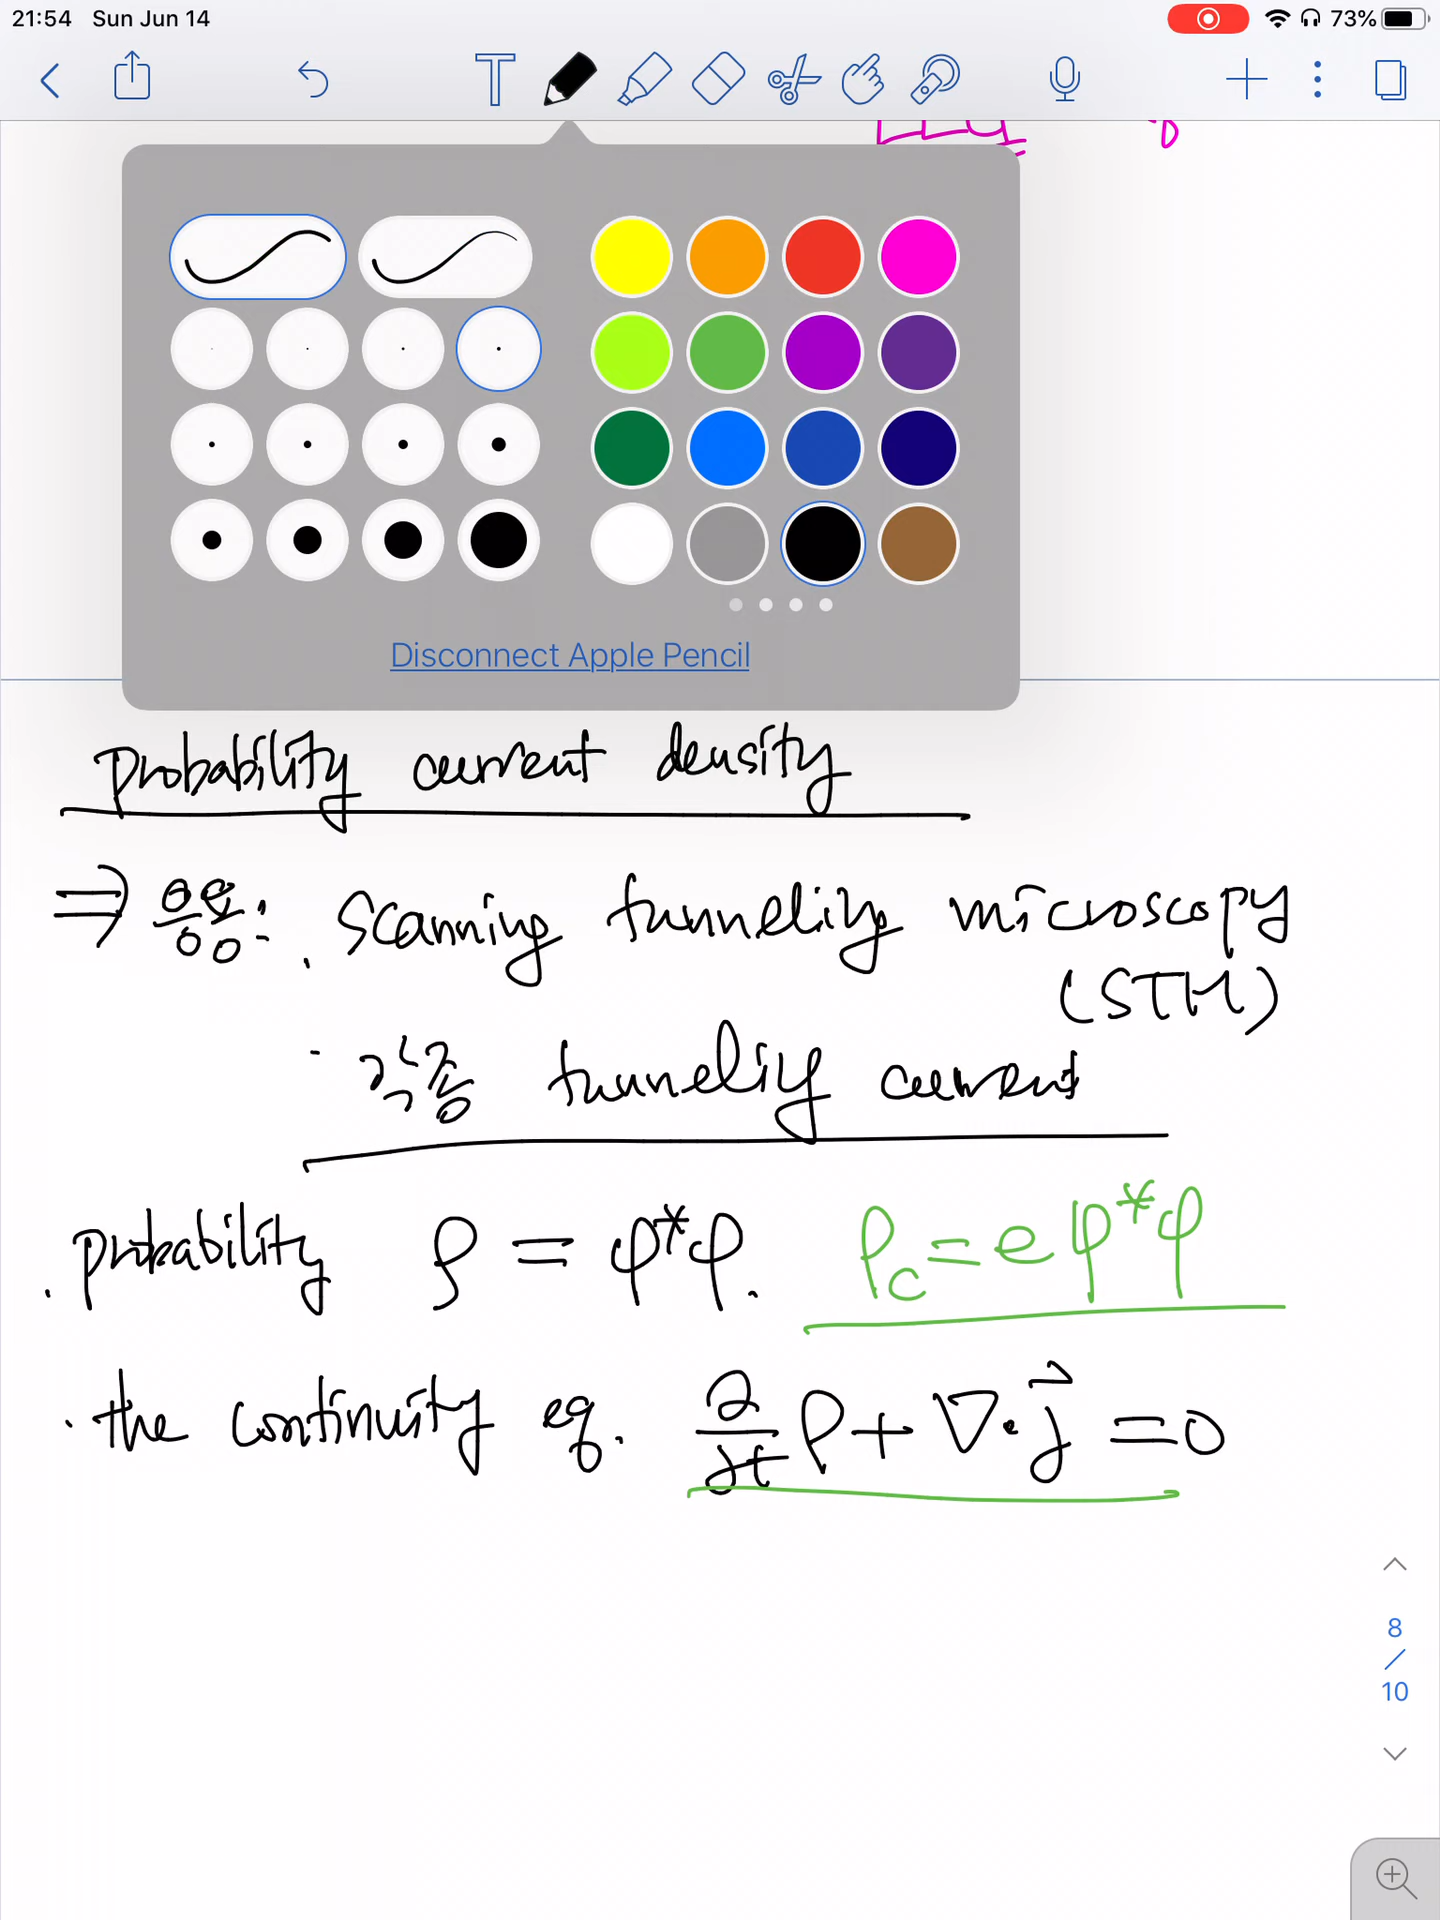 21:54 Sun Jun 14 73%
Disconnect Apple Pencil
probability current density
⇒ 응용: · Scanning tunneling microscopy
(STM)
· 각종 tunneling current
· probability ρ = φ*φ. ρc = eφ*φ
· the continuity eq. ∂/∂t ρ + ∇·j⃗ = 0
8
/
10